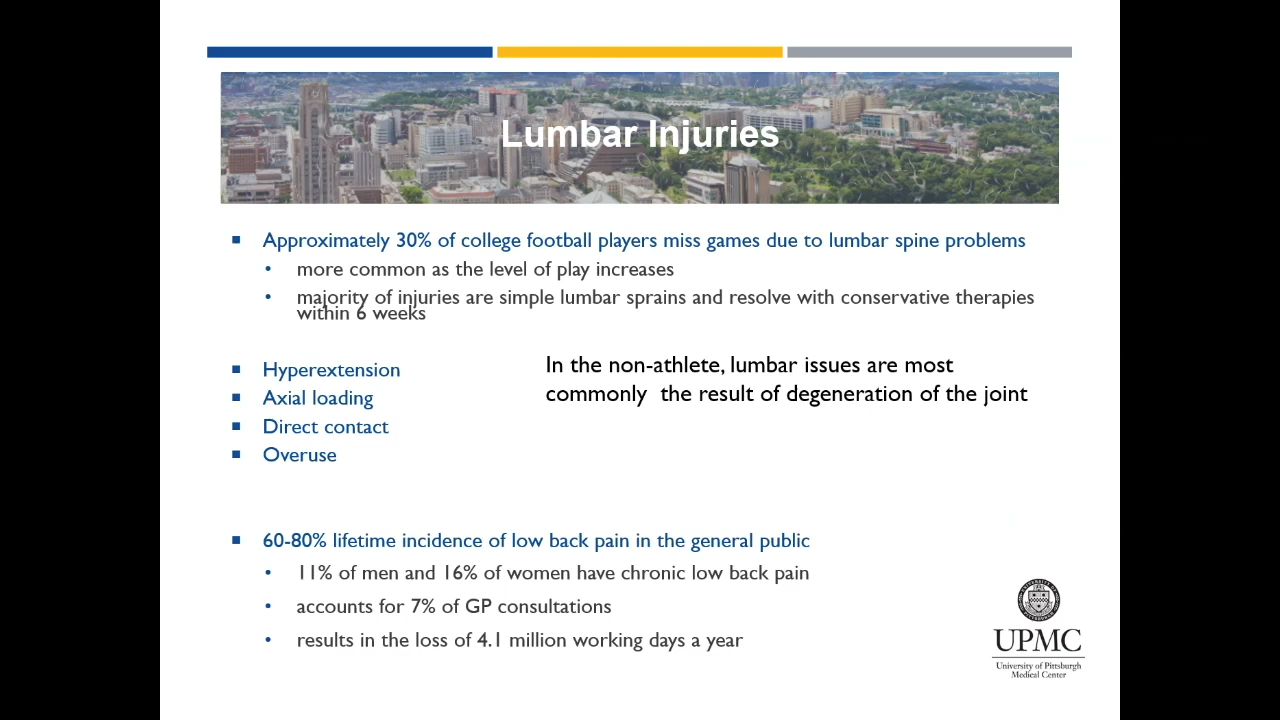 Lumbar Injuries
▪ Approximately 30% of college football players miss games due to lumbar spine problems
• more common as the level of play increases
• majority of injuries are simple lumbar sprains and resolve with conservative therapies
within 6 weeks
▪ Hyperextension
▪ Axial loading
▪ Direct contact
▪ Overuse
In the non-athlete, lumbar issues are most
commonly  the result of degeneration of the joint
▪ 60-80% lifetime incidence of low back pain in the general public
• 11% of men and 16% of women have chronic low back pain
• accounts for 7% of GP consultations
• results in the loss of 4.1 million working days a year
UPMC
University of Pittsburgh
Medical Center